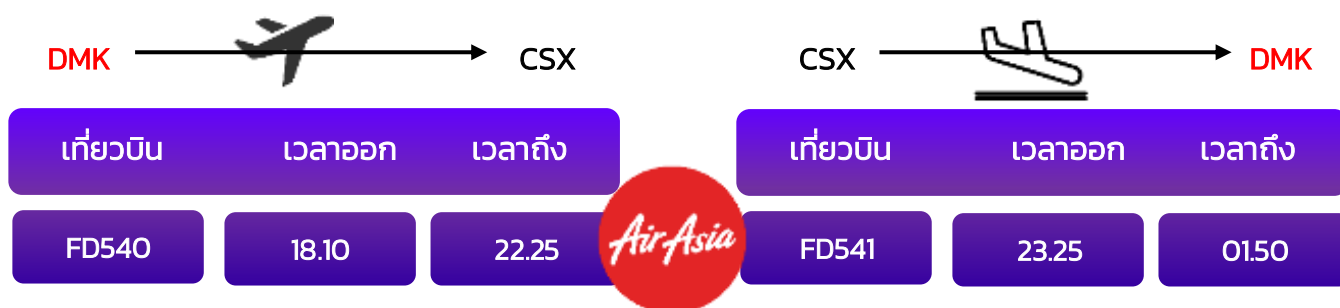 DMK CSX CSX DMK
เที่ยวบิน เวลาออก เวลาถึง เที่ยวบิน เวลาออก เวลาถึง
FD540 18.10 22.25 AirAsia FD541 23.25 01.50